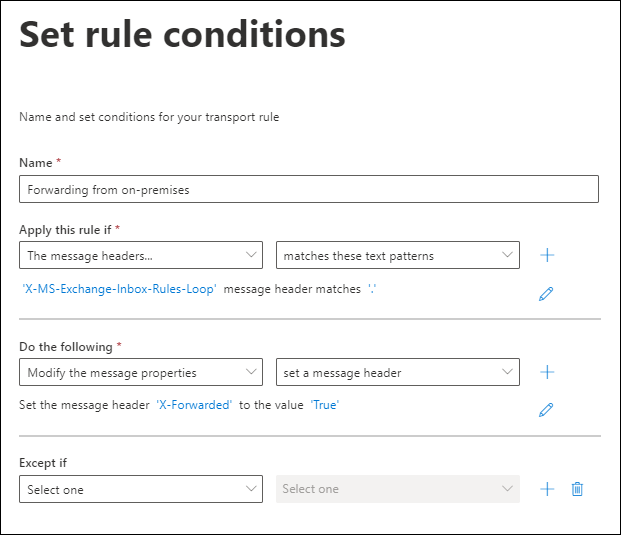 Set rule conditions
Name and set conditions for your transport rule
Name *
Forwarding from on-premises
Apply this rule if *
The message headers... matches these text patterns
'X-MS-Exchange-Inbox-Rules-Loop' message header matches '.'
Do the following *
Modify the message properties set a message header
Set the message header 'X-Forwarded' to the value 'True'
Except if
Select one Select one